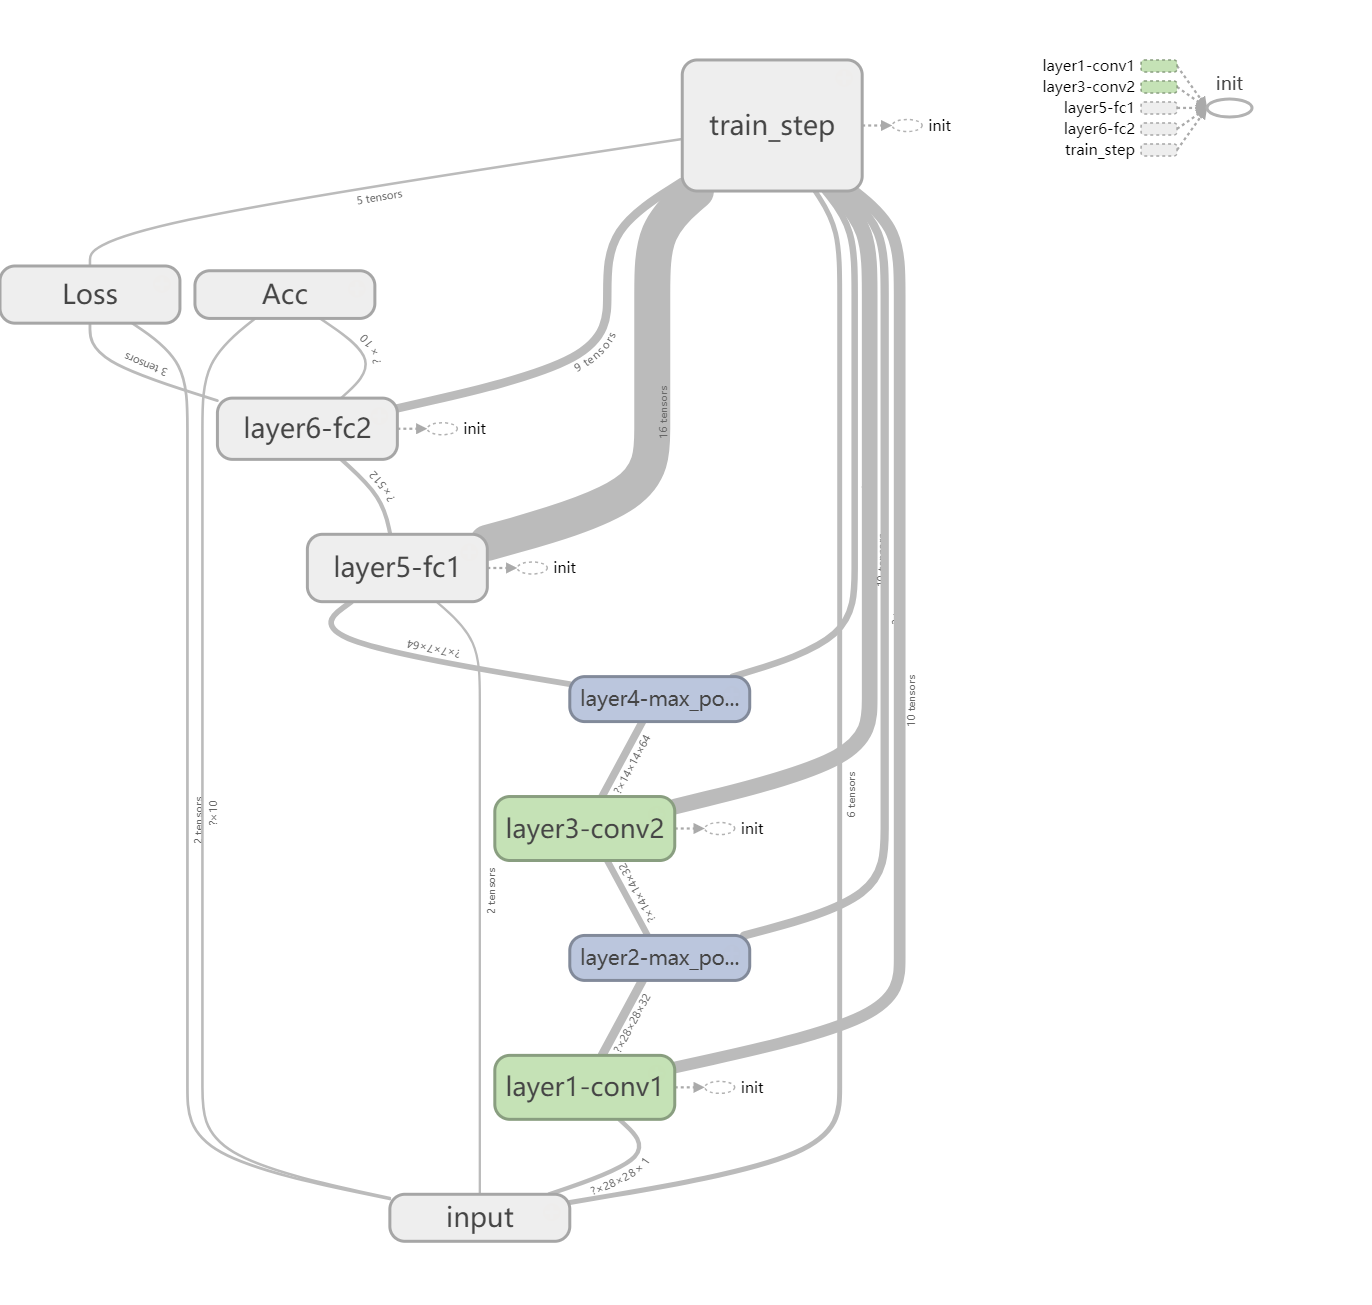 train_step
init
layer1-conv1
layer3-conv2
layer5-fc1
layer6-fc2
train_step
init
5 tensors
Loss
Acc
3 tensors
?×10
9 tensors
16 tensors
layer6-fc2
init
?×512
layer5-fc1
init
?×7×7×64
layer4-max_po...
10 tensors
?×14×14×64
6 tensors
2 tensors
?×10
layer3-conv2
init
2 tensors
?×14×14×32
layer2-max_po...
?×28×28×32
layer1-conv1
init
?×28×28×1
input